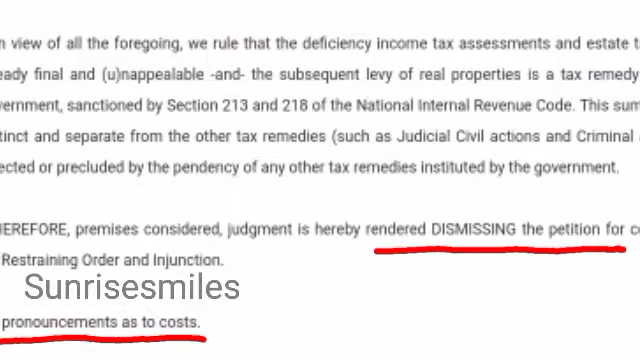 n view of all the foregoing, we rule that the deficiency income tax assessments and estate t
eady final and (u)nappealable -and- the subsequent levy of real properties is a tax remedy
vernment, sanctioned by Section 213 and 218 of the National Internal Revenue Code. This sum
tinct and separate from the other tax remedies (such as Judicial Civil actions and Criminal
ected or precluded by the pendency of any other tax remedies instituted by the government.
HEREFORE, premises considered, judgment is hereby rendered DISMISSING the petition for c
Restraining Order and Injunction.
Sunrisesmiles
pronouncements as to costs.